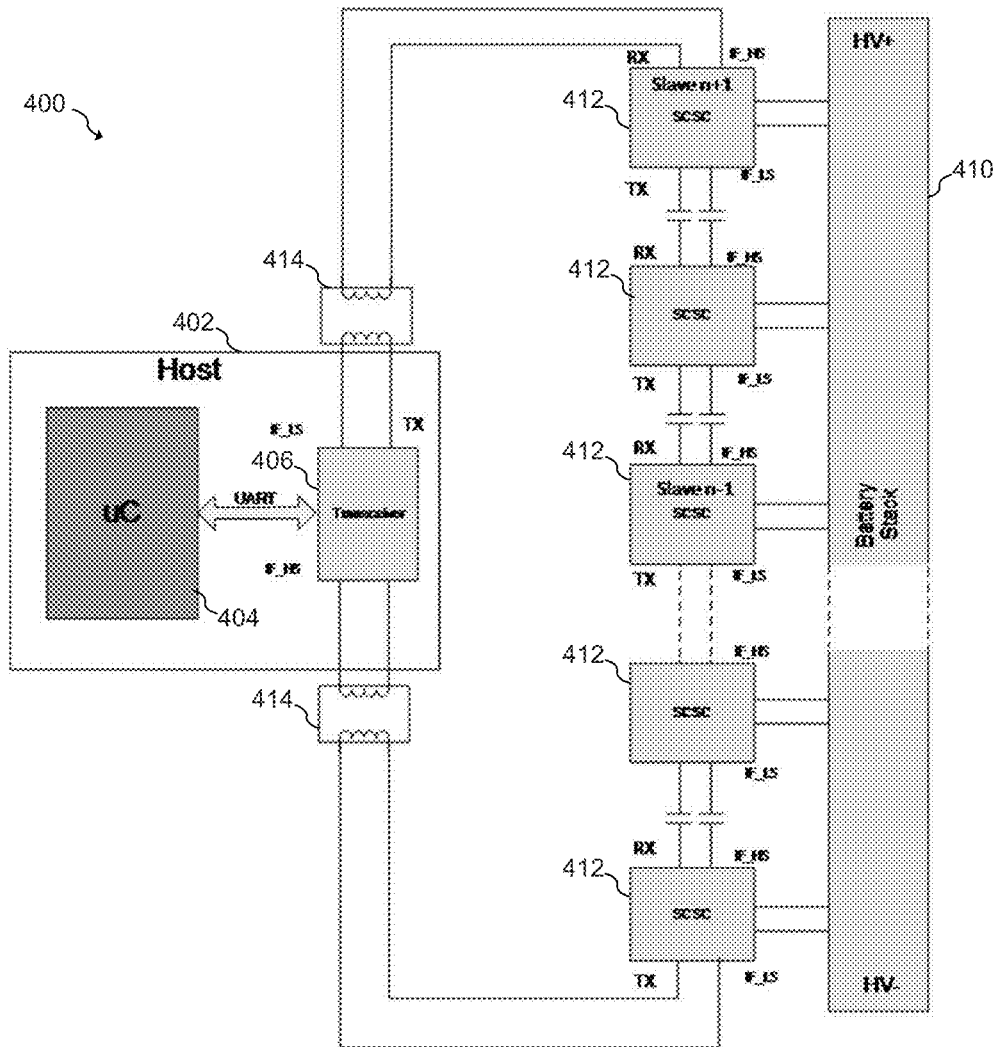 400
RX
IF_HS
HV+
Slave n+1
SCSC
412
410
TX
IF_LS
414
RX
IF_HS
412
SCSC
402
Host
TX
IF_LS
TX
IF_LS
RX
IF_HS
406
412
Slave n-1
SCSC
uC
UART
Transceiver
Battery
Stack
IF_HS
TX
IF_LS
404
IF_HS
412
414
SCSC
IF_LS
RX
IF_HS
412
SCSC
TX
IF_LS
HV-